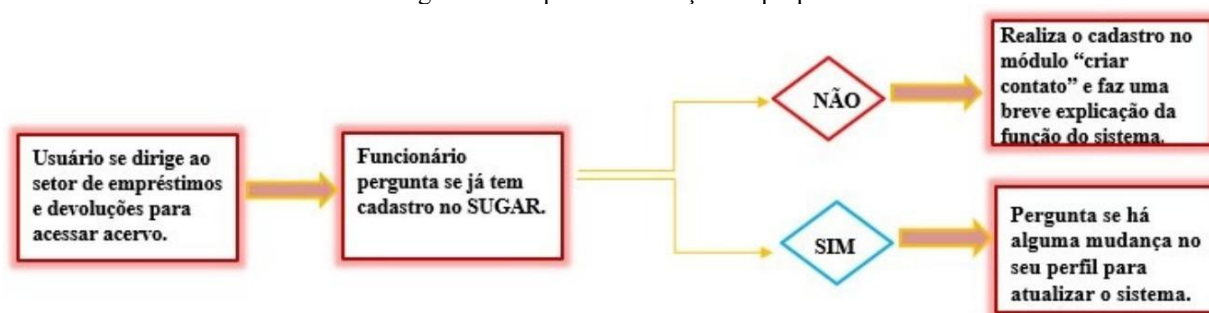 Usuário se dirige ao
setor de empréstimos
e devoluções para
acessar acervo.
Funcionário
pergunta se já tem
cadastro no SUGAR.
NÃO
Realiza o cadastro no
módulo “criar
contato” e faz uma
breve explicação da
função do sistema.
SIM
Pergunta se há
alguma mudança no
seu perfil para
atualizar o sistema.